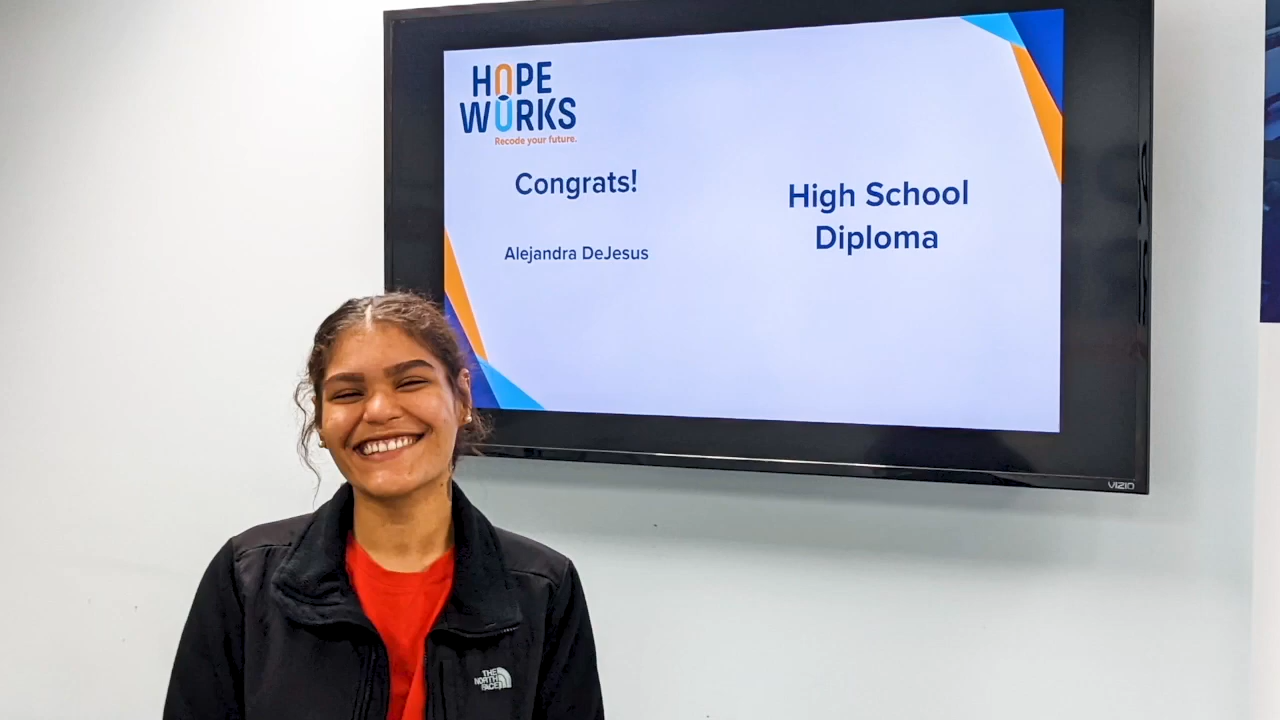 HOPE
WORKS
Recode your future.
Congrats!
Alejandra DeJesus
High School
Diploma
VIZIO
THE
NORTH
FACE